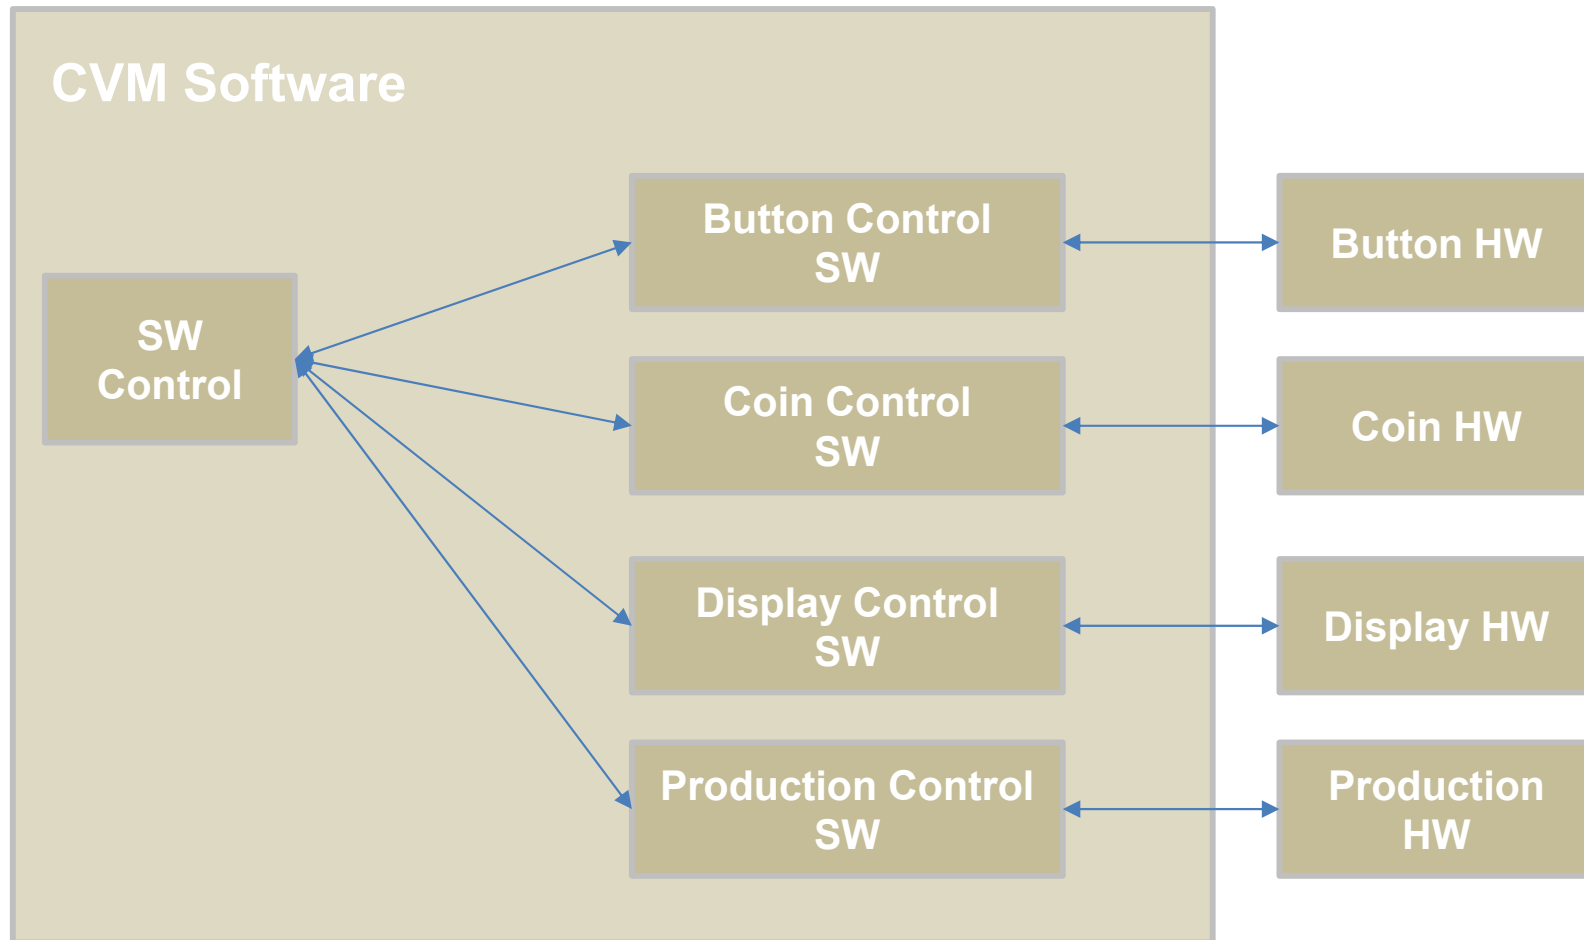 CVM Software
Button Control
SW
Button HW
SW
Control
Coin Control
SW
Coin HW
Display Control
SW
Display HW
Production Control
SW
Production
HW